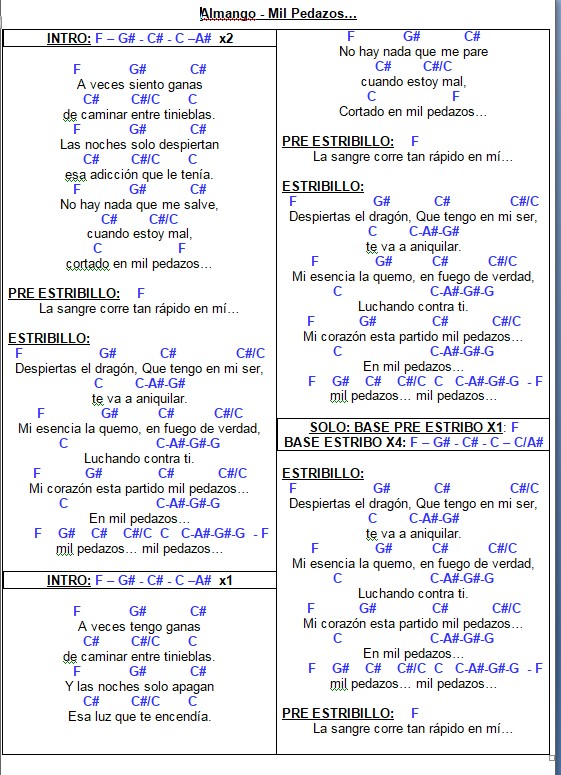 Almango - Mil Pedazos...
INTRO: F – G# - C# - C –A# x2
F G# C#
A veces siento ganas
C# C#/C C
de caminar entre tinieblas.
F G# C#
Las noches solo despiertan
C# C#/C C
esa adicción que le tenía.
F G# C#
No hay nada que me salve,
C# C#/C
cuando estoy mal,
C F
cortado en mil pedazos...
PRE ESTRIBILLO: F
La sangre corre tan rápido en mí...
ESTRIBILLO:
F G# C# C#/C
Despiertas el dragón, Que tengo en mi ser,
C C-A#-G#
te va a aniquilar.
F G# C# C#/C
Mi esencia la quemo, en fuego de verdad,
C C-A#-G#-G
Luchando contra ti.
F G# C# C#/C
Mi corazón esta partido mil pedazos...
C C-A#-G#-G
En mil pedazos...
F G# C# C#/C C C-A#-G#-G - F
mil pedazos... mil pedazos...
INTRO: F – G# - C# - C –A# x1
F G# C#
A veces tengo ganas
C# C#/C C
de caminar entre tinieblas.
F G# C#
Y las noches solo apagan
C# C#/C C
Esa luz que te encendía.
F G# C#
No hay nada que me pare
C# C#/C
cuando estoy mal,
C F
Cortado en mil pedazos...
PRE ESTRIBILLO: F
La sangre corre tan rápido en mí...
ESTRIBILLO:
F G# C# C#/C
Despiertas el dragón, Que tengo en mi ser,
C C-A#-G#
te va a aniquilar.
F G# C# C#/C
Mi esencia la quemo, en fuego de verdad,
C C-A#-G#-G
Luchando contra ti.
F G# C# C#/C
Mi corazón esta partido mil pedazos...
C C-A#-G#-G
En mil pedazos...
F G# C# C#/C C C-A#-G#-G - F
mil pedazos... mil pedazos...
SOLO: BASE PRE ESTRIBO X1: F
BASE ESTRIBO X4: F – G# - C# - C – C/A#
ESTRIBILLO:
F G# C# C#/C
Despiertas el dragón, Que tengo en mi ser,
C C-A#-G#
te va a aniquilar.
F G# C# C#/C
Mi esencia la quemo, en fuego de verdad,
C C-A#-G#-G
Luchando contra ti.
F G# C# C#/C
Mi corazón esta partido mil pedazos...
C C-A#-G#-G
En mil pedazos...
F G# C# C#/C C C-A#-G#-G - F
mil pedazos... mil pedazos...
PRE ESTRIBILLO: F
La sangre corre tan rápido en mí...